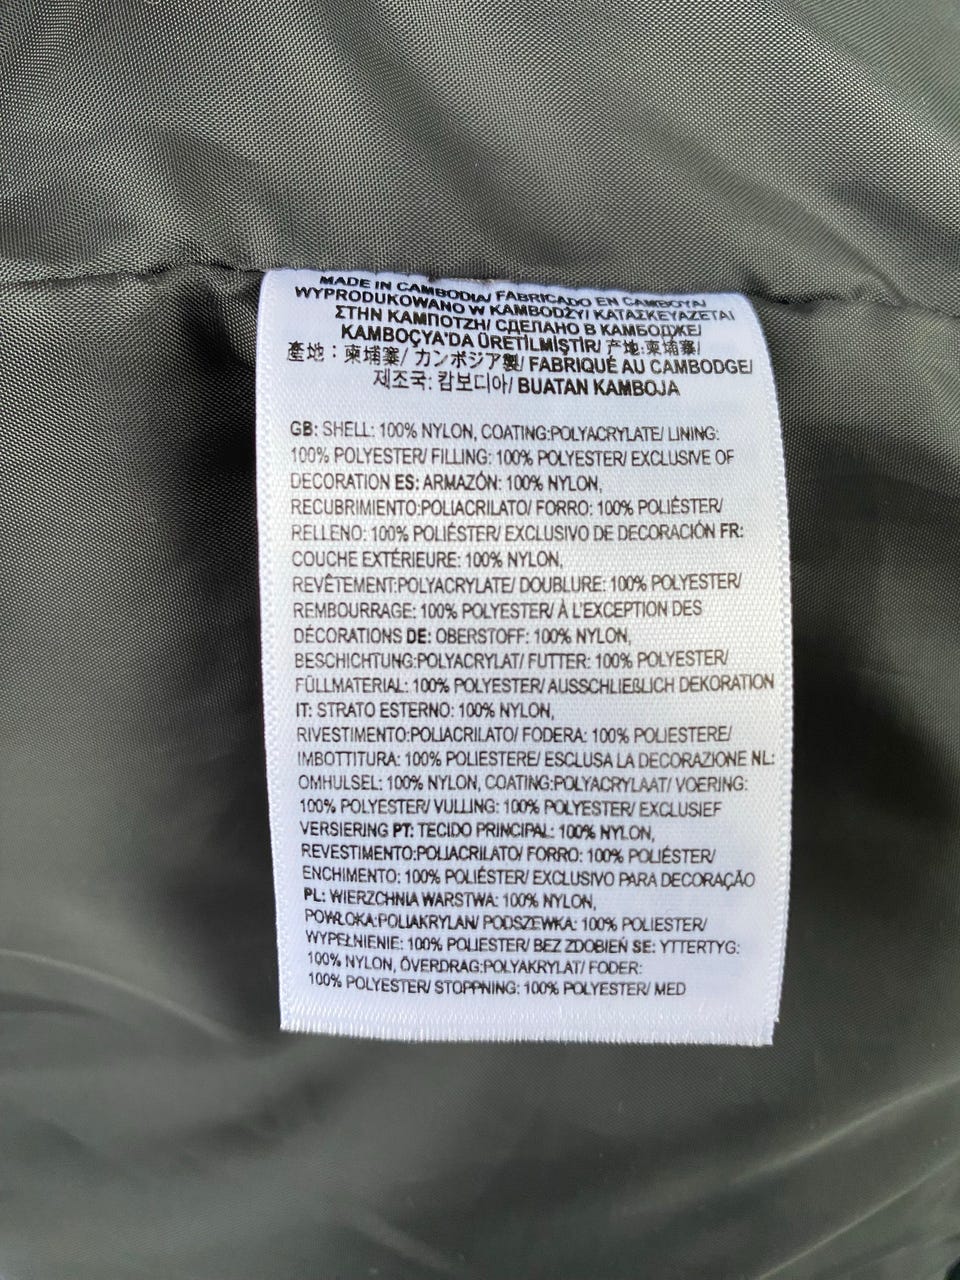 MADE IN CAMBODIA/ FABRICADO EN CAMBOYA/
WYPRODUKOWANO W KAMBODŻY/ ΚΑΤΑΣΚΕΥΑΖΕΤΑΙ
ΣΤΗΝ ΚΑΜΠΟΤΖΗ/ СДЕЛАНО В КАМБОДЖЕ/
KAMBOÇYA'DA ÜRETİLMİŞTİR/ 产地:柬埔寨/
產地：柬埔寨/ カンボジア製/ FABRIQUÉ AU CAMBODGE/
제조국: 캄보디아/ BUATAN KAMBOJA
GB: SHELL: 100% NYLON, COATING:POLYACRYLATE/ LINING:
100% POLYESTER/ FILLING: 100% POLYESTER/ EXCLUSIVE OF
DECORATION ES: ARMAZÓN: 100% NYLON,
RECUBRIMIENTO:POLIACRILATO/ FORRO: 100% POLIÉSTER/
RELLENO: 100% POLIÉSTER/ EXCLUSIVO DE DECORACIÓN FR:
COUCHE EXTÉRIEURE: 100% NYLON,
REVÊTEMENT:POLYACRYLATE/ DOUBLURE: 100% POLYESTER/
REMBOURRAGE: 100% POLYESTER/ À L'EXCEPTION DES
DÉCORATIONS DE: OBERSTOFF: 100% NYLON,
BESCHICHTUNG:POLYACRYLAT/ FUTTER: 100% POLYESTER/
FÜLLMATERIAL: 100% POLYESTER/ AUSSCHLIEßLICH DEKORATION
IT: STRATO ESTERNO: 100% NYLON,
RIVESTIMENTO:POLIACRILATO/ FODERA: 100% POLIESTERE/
IMBOTTITURA: 100% POLIESTERE/ ESCLUSA LA DECORAZIONE NL:
OMHULSEL: 100% NYLON, COATING:POLYACRYLAAT/ VOERING:
100% POLYESTER/ VULLING: 100% POLYESTER/ EXCLUSIEF
VERSIERING PT: TECIDO PRINCIPAL: 100% NYLON,
REVESTIMENTO:POLIACRILATO/ FORRO: 100% POLIÉSTER/
ENCHIMENTO: 100% POLIÉSTER/ EXCLUSIVO PARA DECORAÇÃO
PL: WIERZCHNIA WARSTWA: 100% NYLON,
POWŁOKA:POLIAKRYLAN/ PODSZEWKA: 100% POLIESTER/
WYPEŁNIENIE: 100% POLIESTER/ BEZ ZDOBIEŃ SE: YTTERTYG:
100% NYLON, ÖVERDRAG:POLYAKRYLAT/ FODER:
100% POLYESTER/ STOPPNING: 100% POLYESTER/ MED